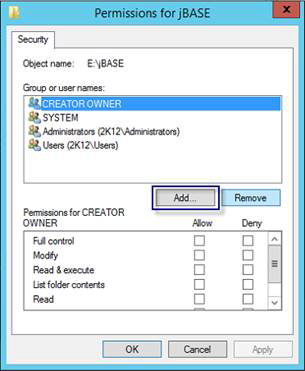 Permissions for jBASE
Security
Object name: E:\jBASE
Group or user names:
CREATOR OWNER
SYSTEM
Administrators (2K12\Administrators)
Users (2K12\Users)
Add...
Remove
Permissions for CREATOR OWNER
Allow
Deny
Full control
Modify
Read & execute
List folder contents
Read
OK
Cancel
Apply